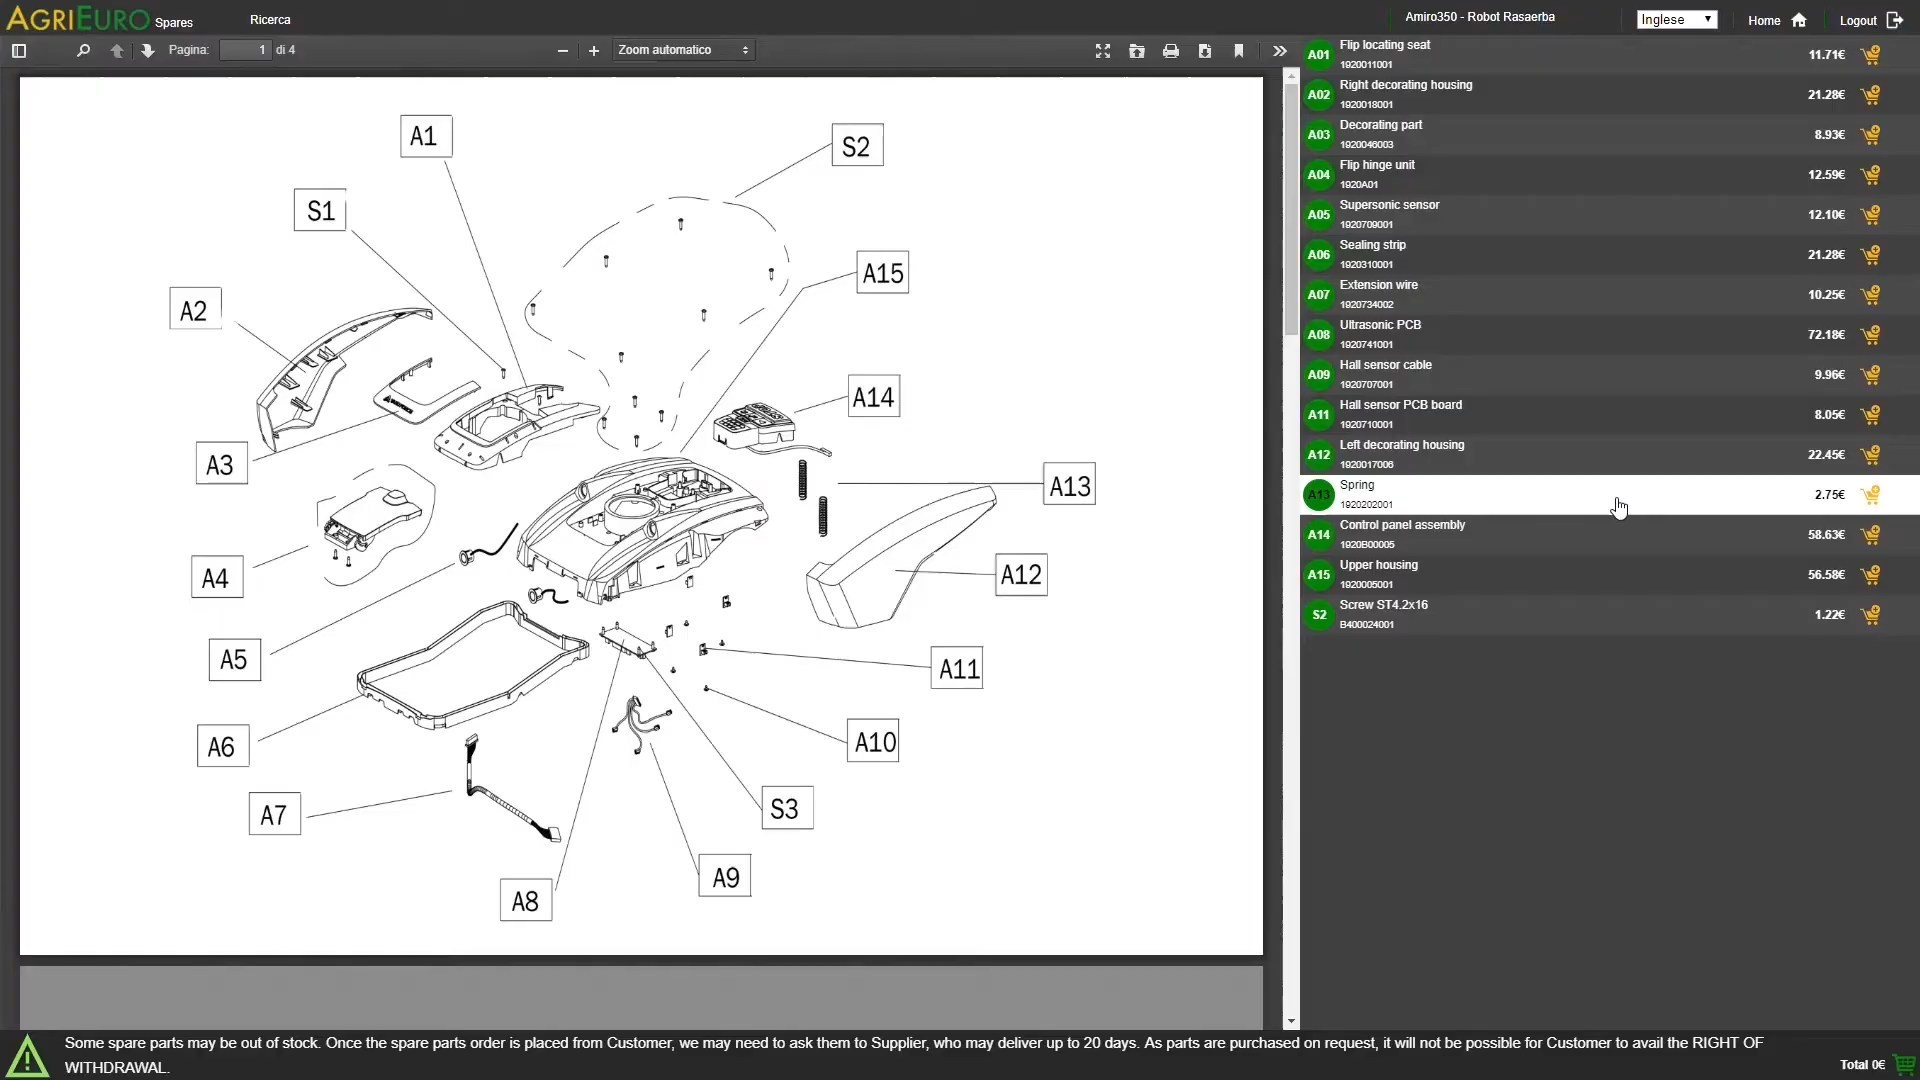 AGRIEURO Spares
Ricerca
Amiro350 - Robot Rasaerba
Inglese
Home
Logout
Pagina: 1 di 4
Zoom automatico
A1
S2
S1
A15
A2
A14
A3
A13
A4
A12
A5
A11
A6
A10
A7
S3
A9
A8
A01 Flip locating seat 11.71€
1920011001
A02 Right decorating housing 21.28€
1920018001
A03 Decorating part 8.93€
1920046003
A04 Flip hinge unit 12.59€
1920A01
A05 Supersonic sensor 12.10€
1920709001
A06 Sealing strip 21.28€
1920310001
A07 Extension wire 10.25€
1920734002
A08 Ultrasonic PCB 72.18€
1920741001
A09 Hall sensor cable 9.96€
1920707001
A11 Hall sensor PCB board 8.05€
1920710001
A12 Left decorating housing 22.45€
1920017006
A13 Spring 2.75€
1920202001
A14 Control panel assembly 58.63€
1920B00005
A15 Upper housing 56.58€
1920005001
S2 Screw ST4.2x16 1.22€
B400024001
Some spare parts may be out of stock. Once the spare parts order is placed from Customer, we may need to ask them to Supplier, who may deliver up to 20 days. As parts are purchased on request, it will not be possible for Customer to avail the RIGHT OF
WITHDRAWAL.
Total 0€